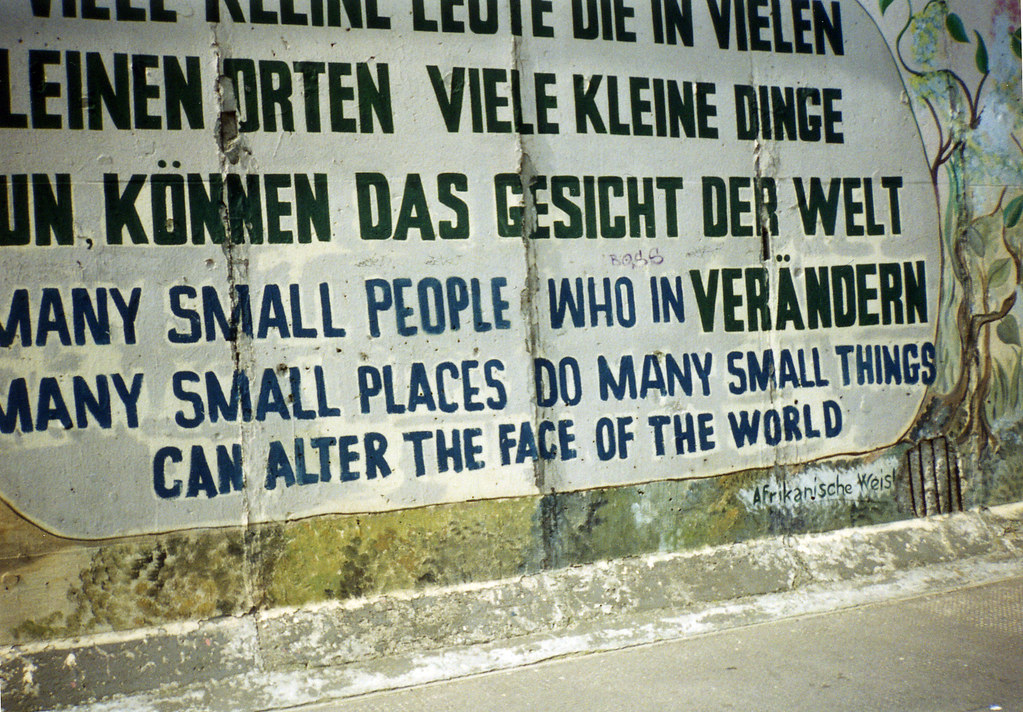 VIELE KLEINE LEUTE DIE IN VIELEN
LEINEN ORTEN VIELE KLEINE DINGE
UN, KÖNNEN DAS GESICHT DER WELT
BOSS
VERÄNDERN
MANY SMALL PEOPLE WHO IN
MANY SMALL PLACES DO MANY SMALL THINGS
CAN ALTER THE FACE OF THE WORLD
Afrikanische Weish